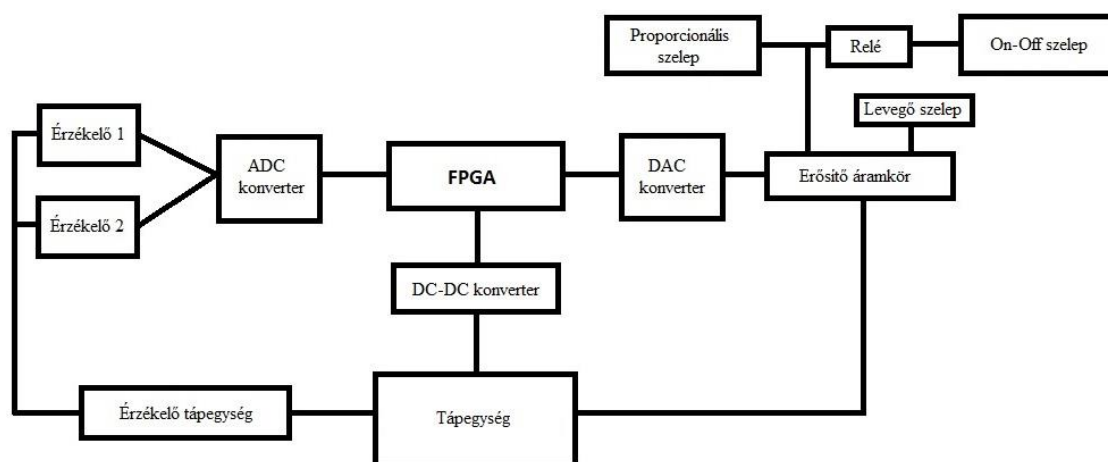 Proporcionális
szelep
Relé
On-Off szelep
Levegő szelep
Érzékelő 1
ADC
konverter
FPGA
DAC
konverter
Erősítő áramkör
Érzékelő 2
DC-DC konverter
Érzékelő tápegység
Tápegység